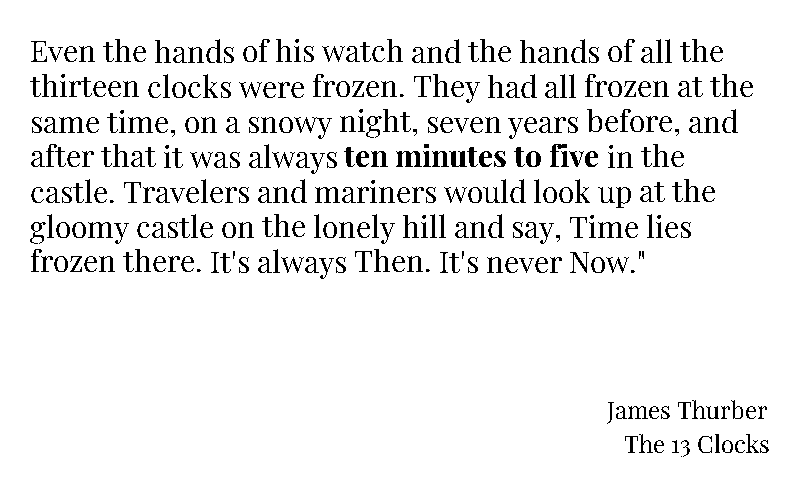 Even the hands of his watch and the hands of all the
thirteen clocks were frozen. They had all frozen at the
same time, on a snowy night, seven years before, and
after that it was always ten minutes to five in the
castle. Travelers and mariners would look up at the
gloomy castle on the lonely hill and say, Time lies
frozen there. It's always Then. It's never Now."
James Thurber
The 13 Clocks